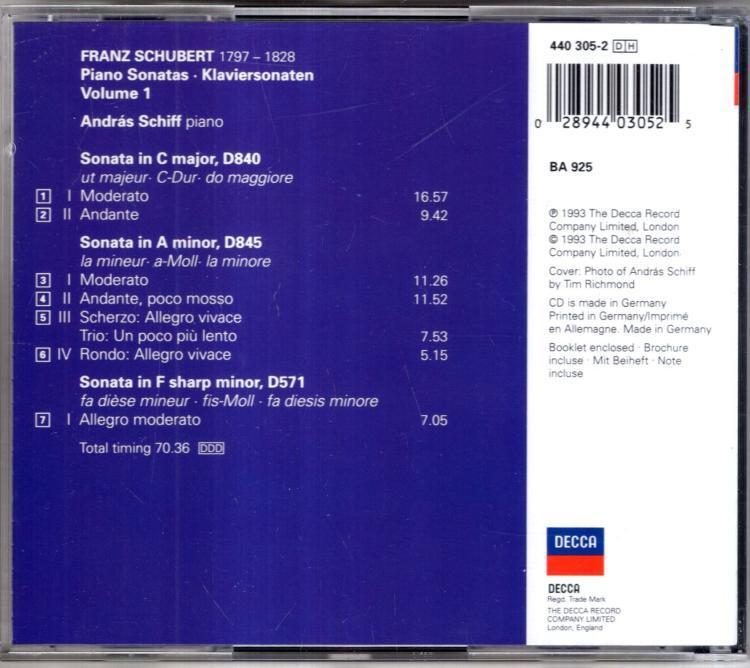 FRANZ SCHUBERT 1797 – 1828
Piano Sonatas · Klaviersonaten
Volume 1
András Schiff piano
Sonata in C major, D840
ut majeur · C-Dur · do maggiore
1 I Moderato 16.57
2 II Andante 9.42
Sonata in A minor, D845
la mineur · a-Moll · la minore
3 I Moderato 11.26
4 II Andante, poco mosso 11.52
5 III Scherzo: Allegro vivace
Trio: Un poco più lento 7.53
6 IV Rondo: Allegro vivace 5.15
Sonata in F sharp minor, D571
fa dièse mineur · fis-Moll · fa diesis minore
7 I Allegro moderato 7.05
Total timing 70.36 DDD
440 305-2 DH
0 28944 03052 5
BA 925
℗ 1993 The Decca Record
Company Limited, London
© 1993 The Decca Record
Company Limited, London
Cover: Photo of András Schiff
by Tim Richmond
CD is made in Germany
Printed in Germany/Imprimé
en Allemagne. Made in Germany
Booklet enclosed · Brochure
incluse · Mit Beiheft · Note
incluse
DECCA
DECCA
Regd. Trade Mark
THE DECCA RECORD
COMPANY LIMITED
London, England